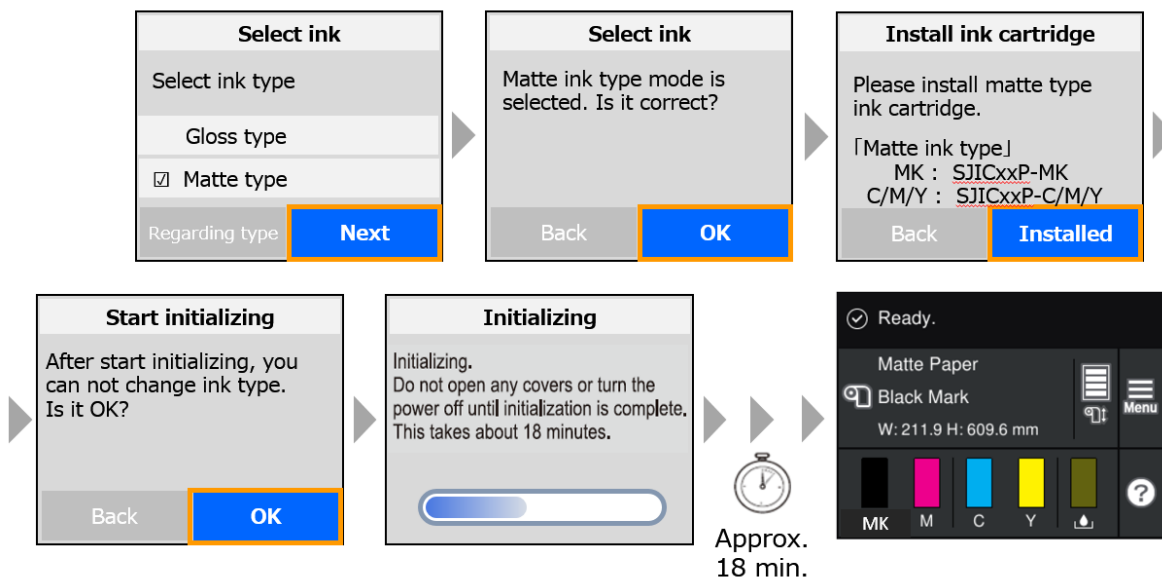 Select ink
Select ink type
Gloss type
☑ Matte type
Regarding type
Next
Select ink
Matte ink type mode is
selected. Is it correct?
Back
OK
Install ink cartridge
Please install matte type
ink cartridge.
「Matte ink type」
MK : SJICxxP-MK
C/M/Y : SJICxxP-C/M/Y
Back
Installed
Start initializing
After start initializing, you
can not change ink type.
Is it OK?
Back
OK
Initializing
Initializing.
Do not open any covers or turn the
power off until initialization is complete.
This takes about 18 minutes.
Approx.
18 min.
Ready.
Matte Paper
Black Mark
W: 211.9 H: 609.6 mm
Menu
MK
M
C
Y
?